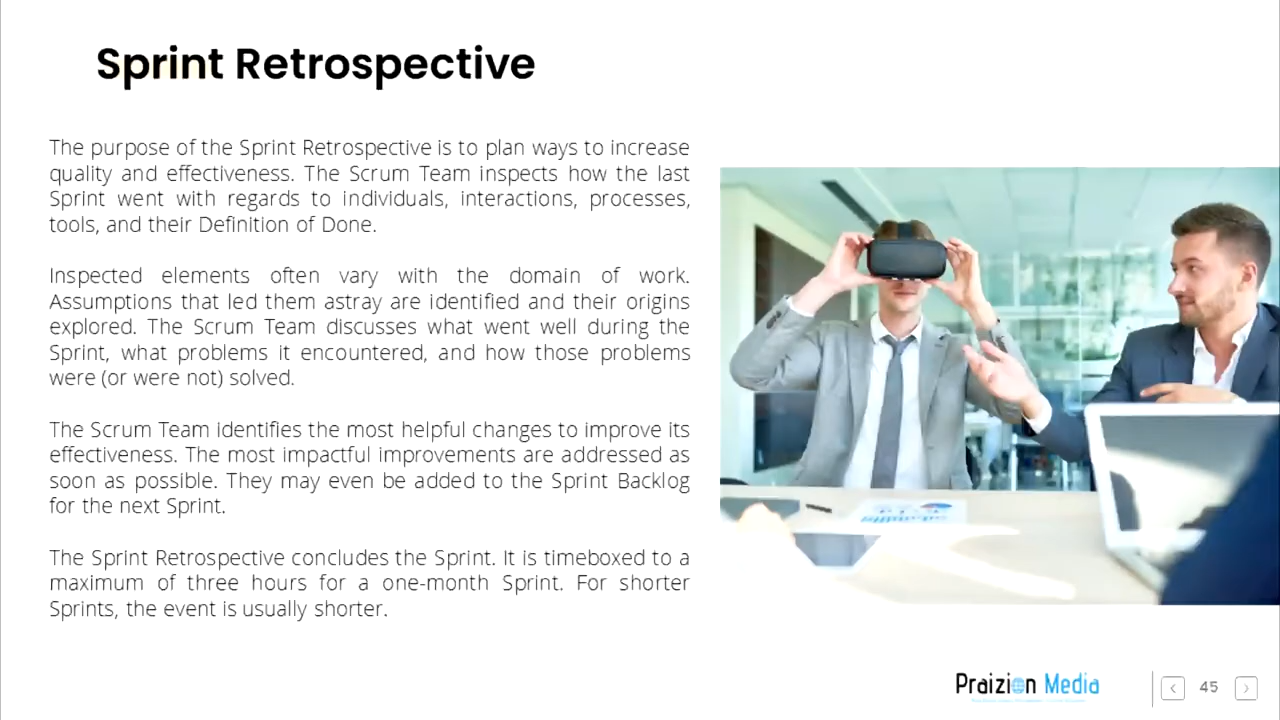 Sprint Retrospective
The purpose of the Sprint Retrospective is to plan ways to increase
quality and effectiveness. The Scrum Team inspects how the last
Sprint went with regards to individuals, interactions, processes,
tools, and their Definition of Done.
Inspected elements often vary with the domain of work.
Assumptions that led them astray are identified and their origins
explored. The Scrum Team discusses what went well during the
Sprint, what problems it encountered, and how those problems
were (or were not) solved.
The Scrum Team identifies the most helpful changes to improve its
effectiveness. The most impactful improvements are addressed as
soon as possible. They may even be added to the Sprint Backlog
for the next Sprint.
The Sprint Retrospective concludes the Sprint. It is timeboxed to a
maximum of three hours for a one-month Sprint. For shorter
Sprints, the event is usually shorter.
Praizion Media
45